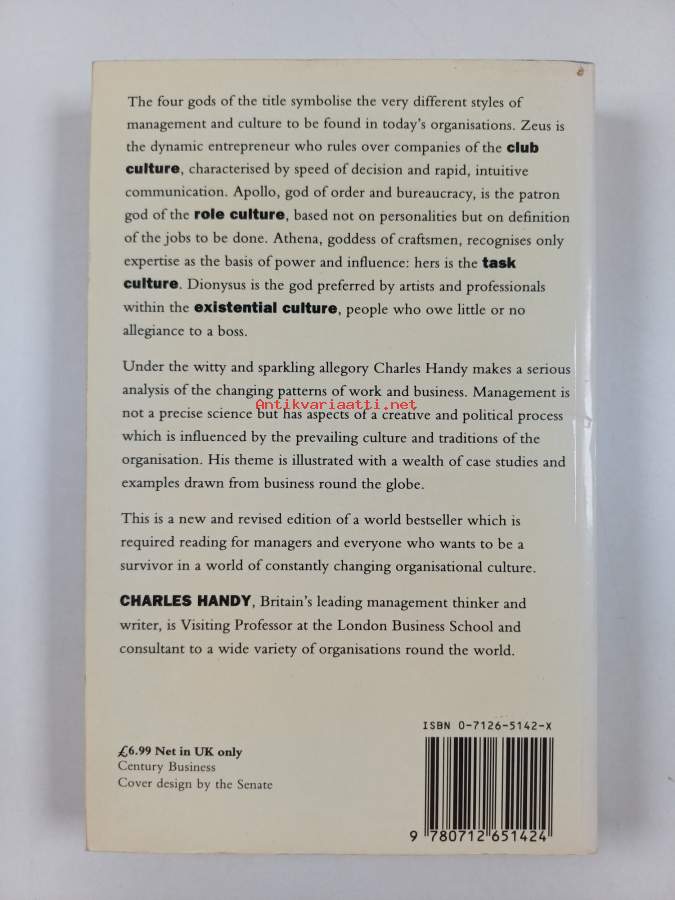 The four gods of the title symbolise the very different styles of
management and culture to be found in today's organisations. Zeus is
the dynamic entrepreneur who rules over companies of the club
culture, characterised by speed of decision and rapid, intuitive
communication. Apollo, god of order and bureaucracy, is the patron
god of the role culture, based not on personalities but on definition
of the jobs to be done. Athena, goddess of craftsmen, recognises only
expertise as the basis of power and influence: hers is the task
culture. Dionysus is the god preferred by artists and professionals
within the existential culture, people who owe little or no
allegiance to a boss.
Under the witty and sparkling allegory Charles Handy makes a serious
analysis of the changing patterns of work and business. Management is
Antikvariaatti.net
not a precise science but has aspects of a creative and political process
which is influenced by the prevailing culture and traditions of the
organisation. His theme is illustrated with a wealth of case studies and
examples drawn from business round the globe.
This is a new and revised edition of a world bestseller which is
required reading for managers and everyone who wants to be a
survivor in a world of constantly changing organisational culture.
CHARLES HANDY, Britain's leading management thinker and
writer, is Visiting Professor at the London Business School and
consultant to a wide variety of organisations round the world.
£6.99 Net in UK only
Century Business
Cover design by the Senate
ISBN 0-7126-5142-X
9 780712 651424